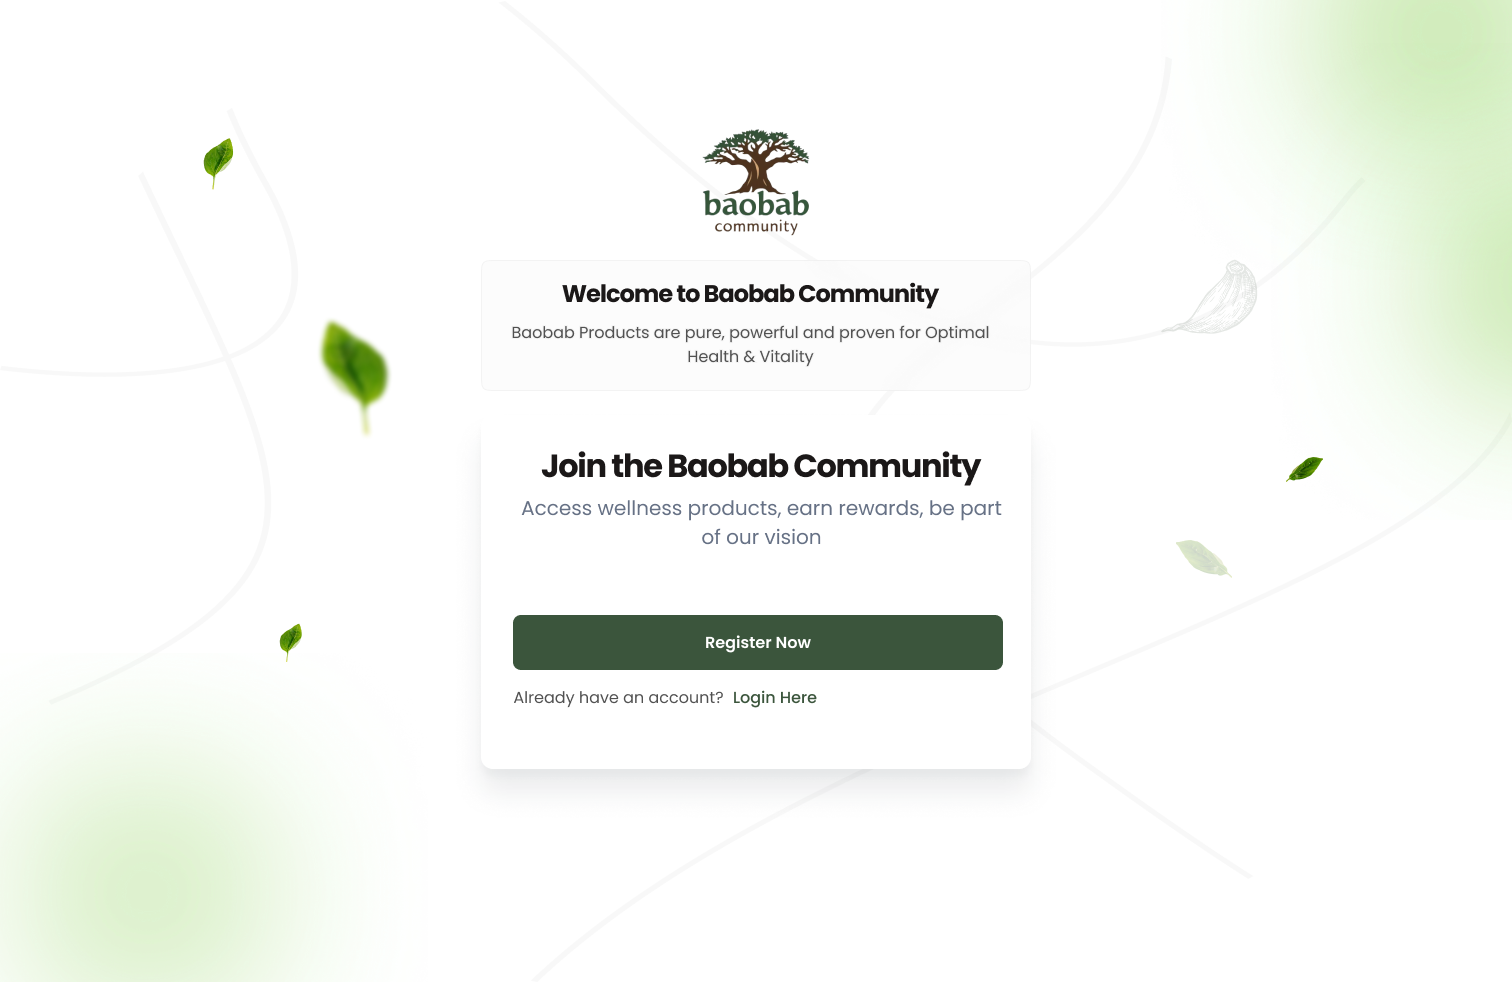 baobab
community
Welcome to Baobab Community
Baobab Products are pure, powerful and proven for Optimal
Health & Vitality
Join the Baobab Community
Access wellness products, earn rewards, be part
of our vision
Register Now
Already have an account? Login Here